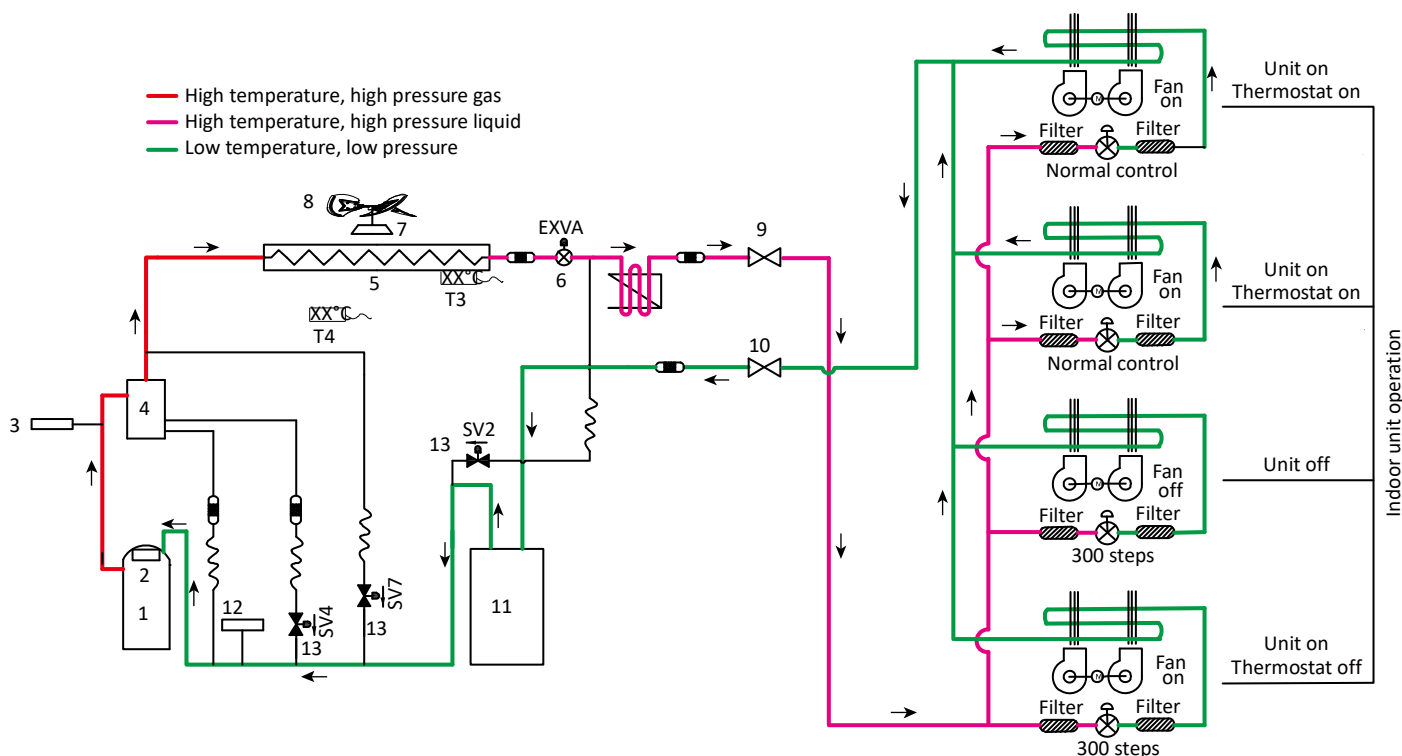 High temperature, high pressure gas
High temperature, high pressure liquid
Low temperature, low pressure
8
7
5
XX°C
T3
XX°C
T4
EXVA
6
9
10
3
4
2
1
12
SV4
13
SV7
13
13
SV2
11
Fan
on
Filter
Filter
Normal control
Unit on
Thermostat on
Fan
on
Filter
Filter
Normal control
Unit on
Thermostat on
Fan
off
Filter
Filter
300 steps
Unit off
Fan
on
Filter
Filter
300 steps
Unit on
Thermostat off
Indoor unit operation
M
M
M
M